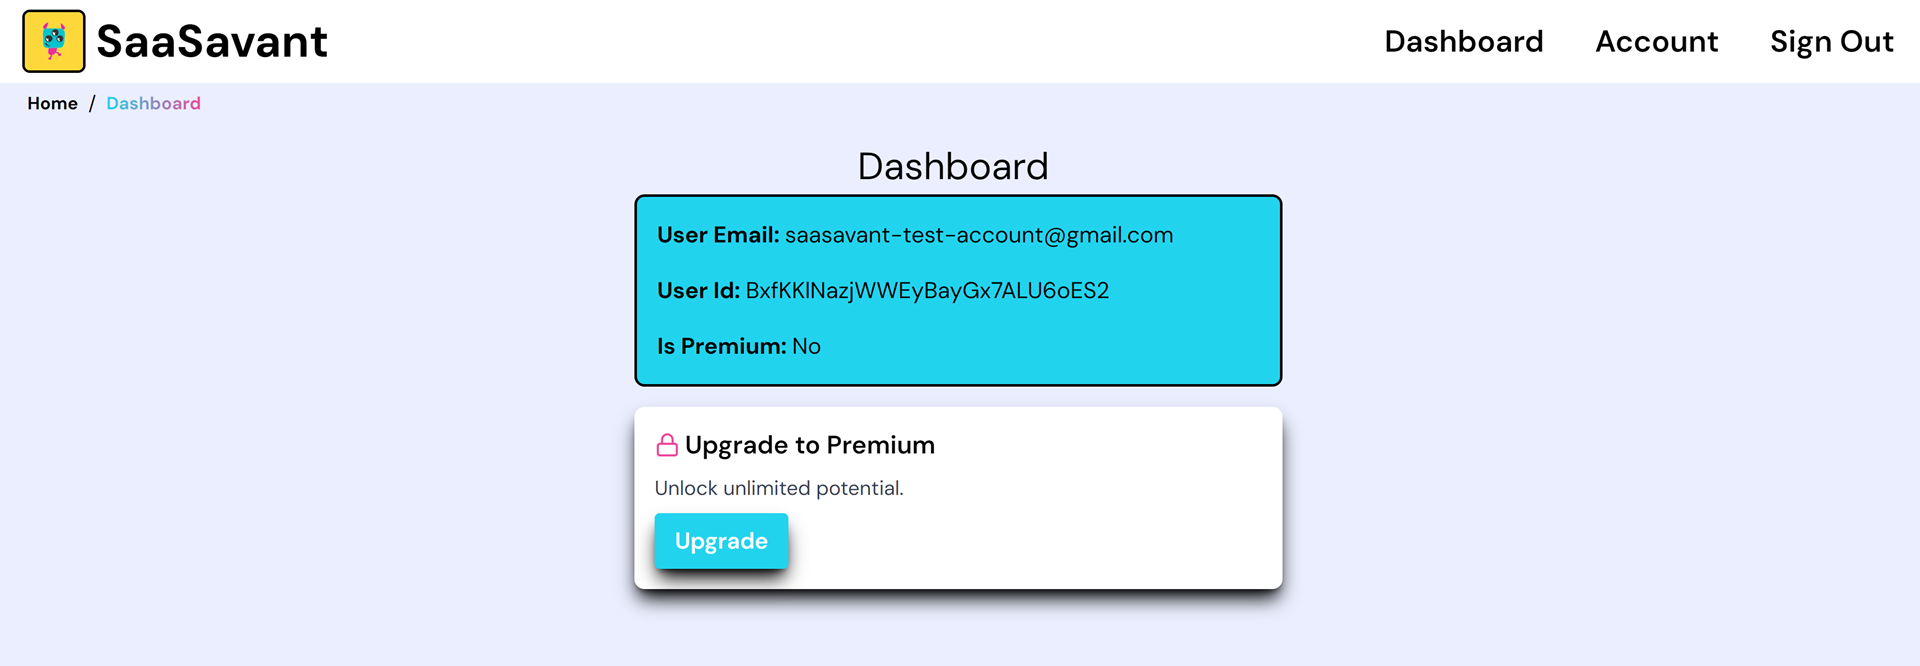 SaaSavant
Dashboard Account Sign Out
Home / Dashboard
Dashboard
User Email: saasavant-test-account@gmail.com
User Id: BxfKKlNazjWWEyBayGx7ALU6oES2
Is Premium: No
Upgrade to Premium
Unlock unlimited potential.
Upgrade